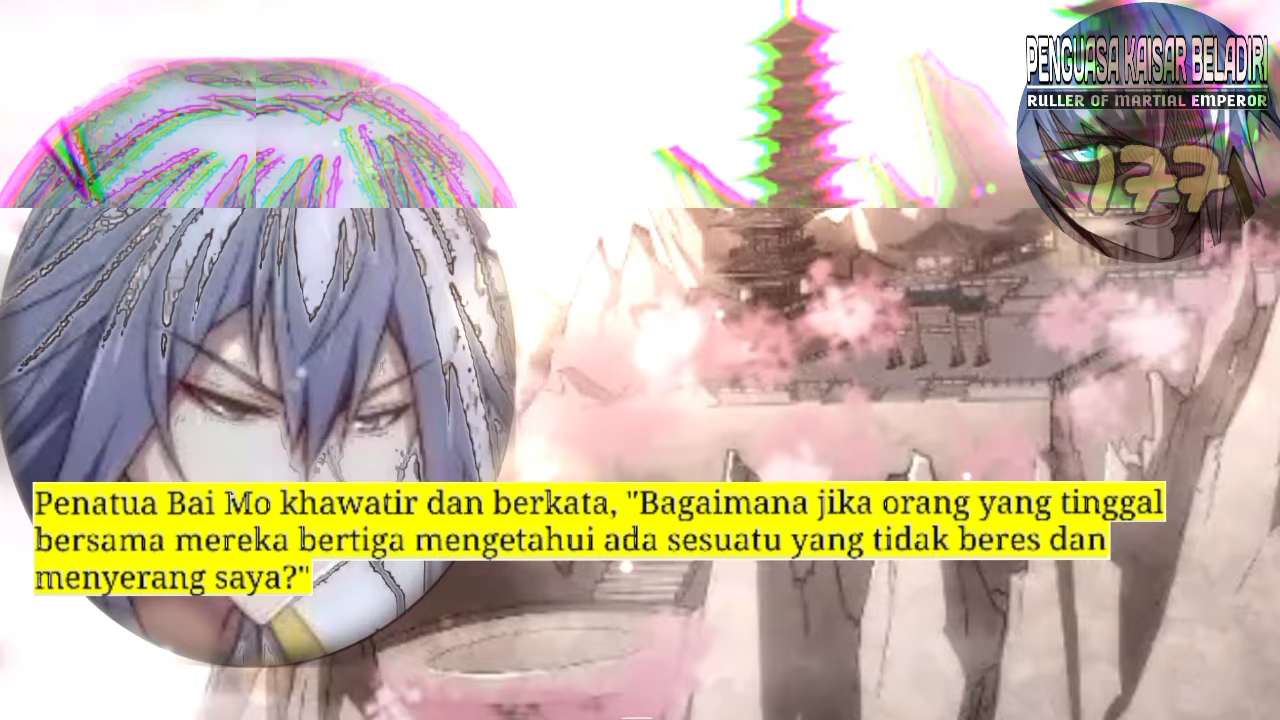 PENGUASA KAISAR BELADIRI
RULLER OF MARTIAL EMPEROR
177
Penatua Bai Mo khawatir dan berkata, "Bagaimana jika orang yang tinggal
bersama mereka bertiga mengetahui ada sesuatu yang tidak beres dan
menyerang saya?"